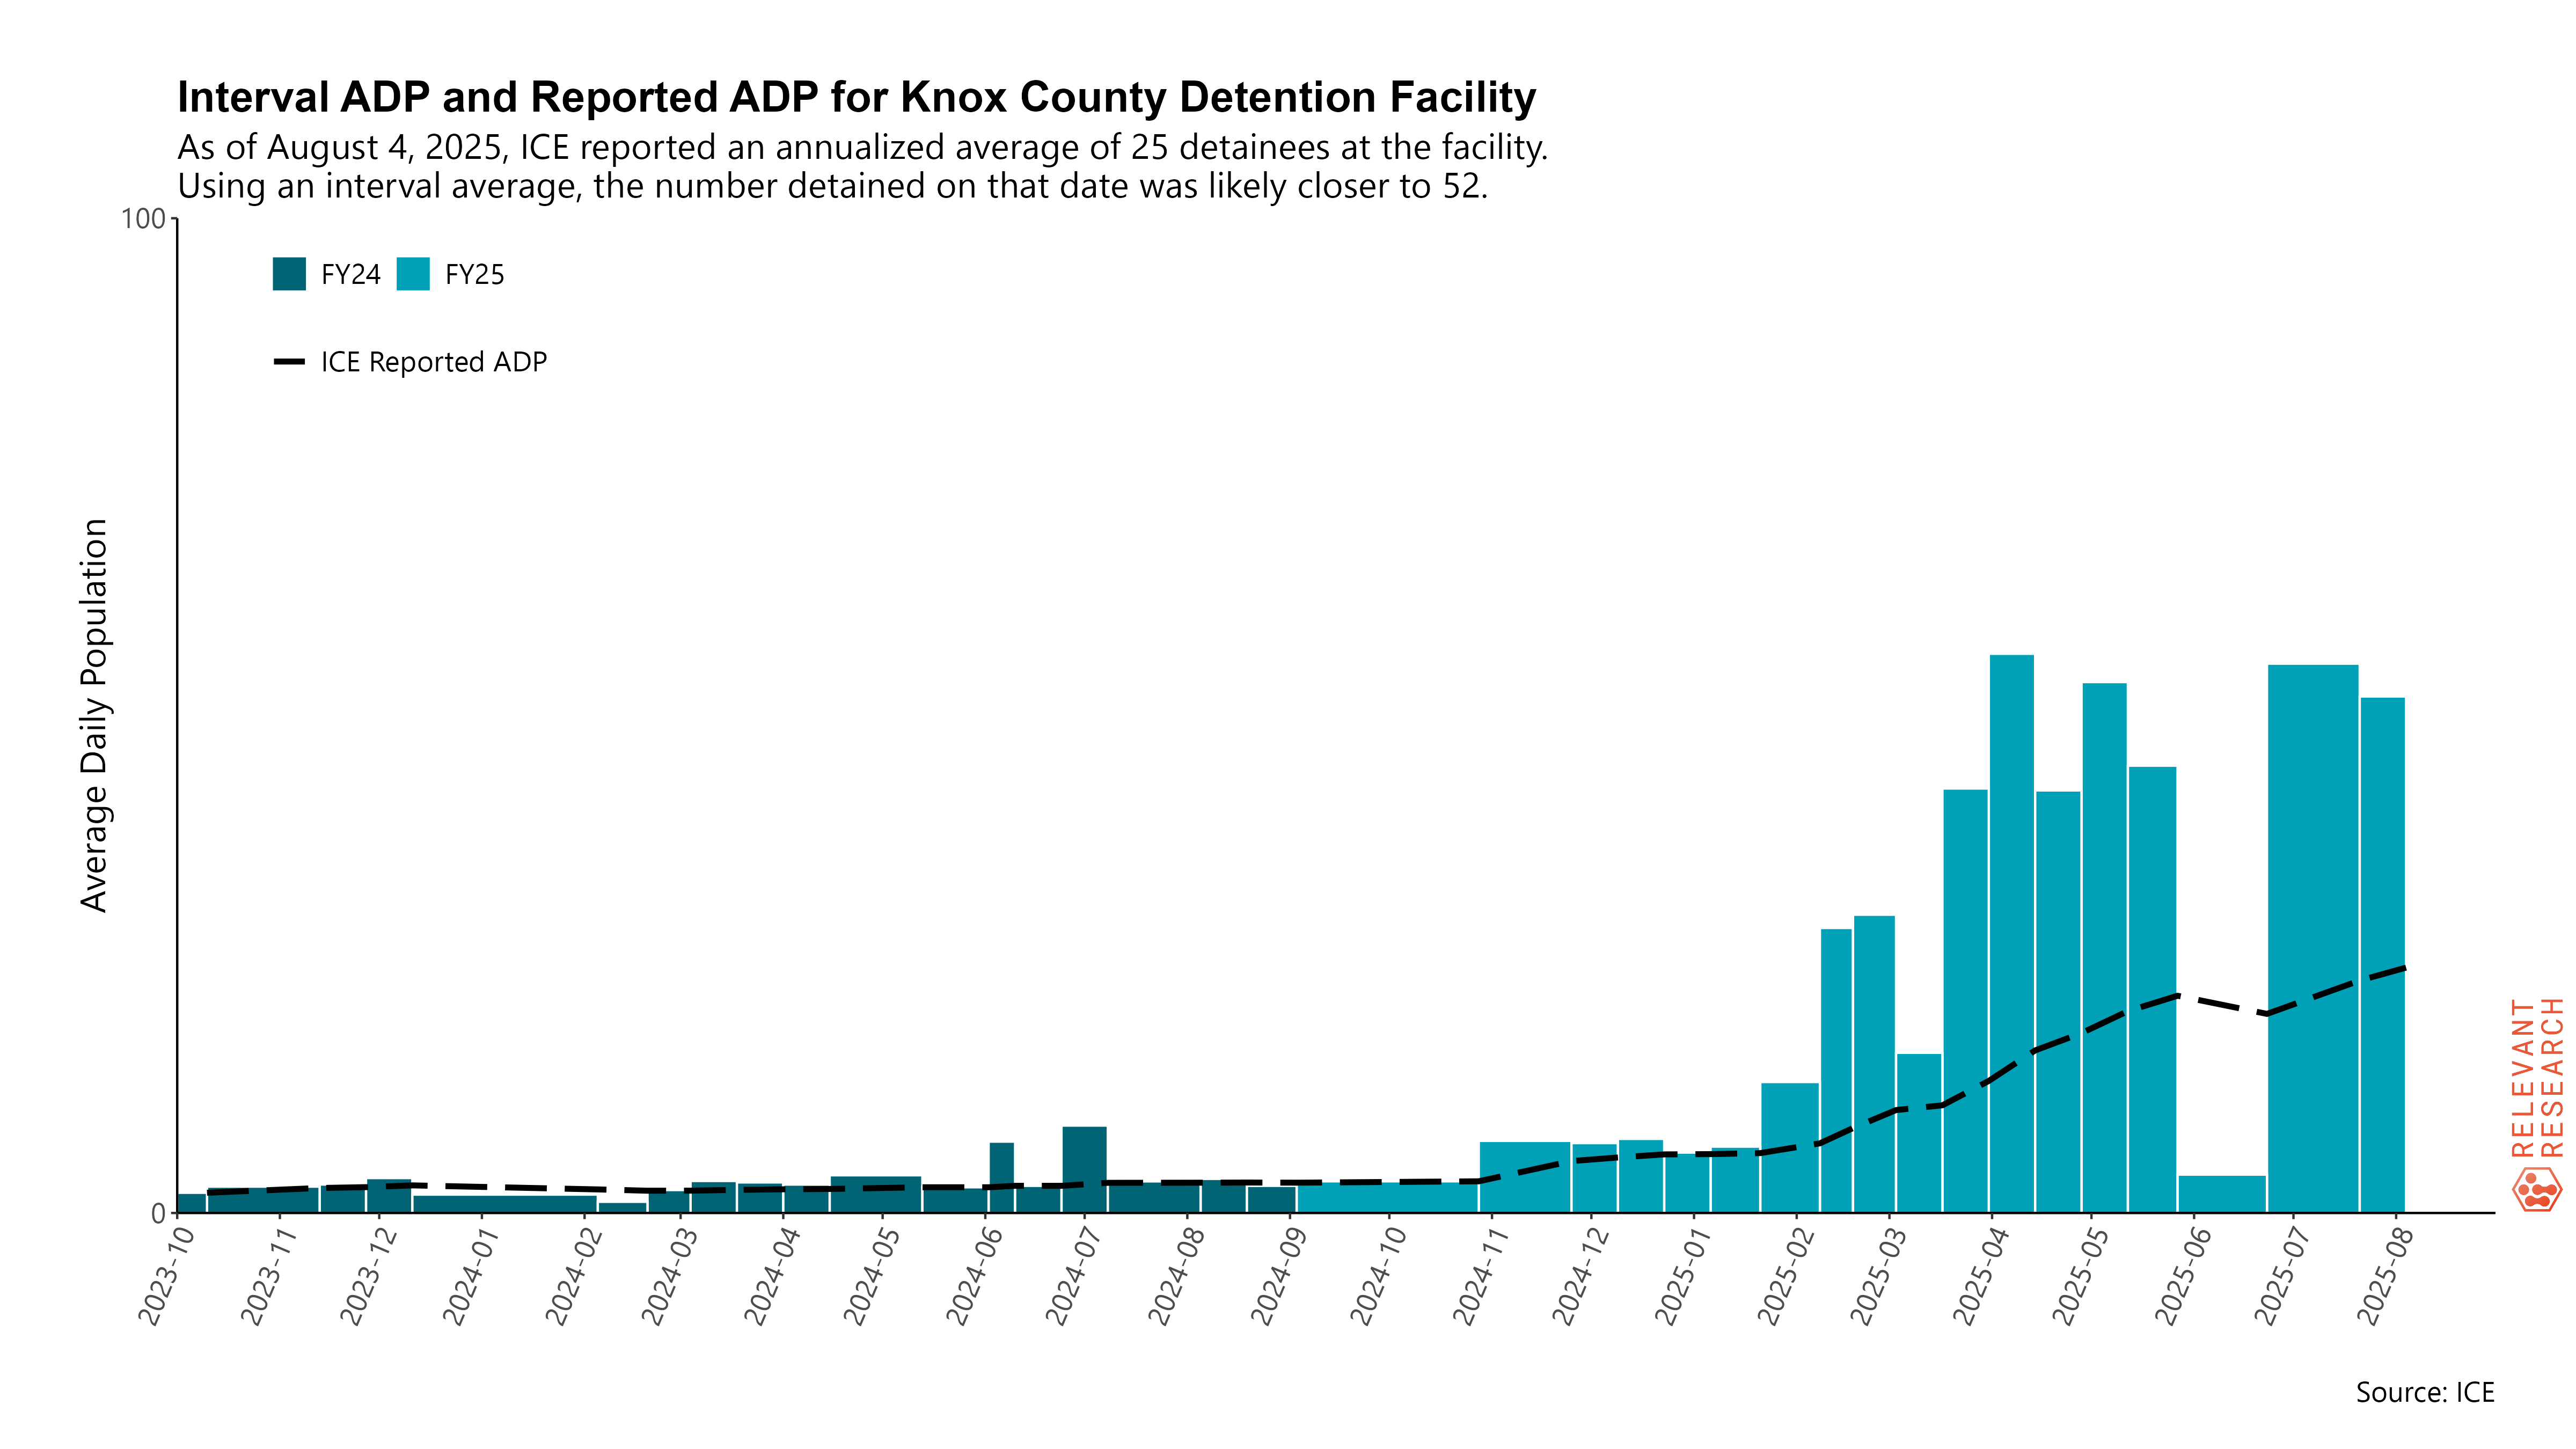 Interval ADP and Reported ADP for Knox County Detention Facility
As of August 4, 2025, ICE reported an annualized average of 25 detainees at the facility.
Using an interval average, the number detained on that date was likely closer to 52.
100
FY24 FY25
ICE Reported ADP
Average Daily Population
0
2023-10 2023-11 2023-12 2024-01 2024-02 2024-03 2024-04 2024-05 2024-06 2024-07 2024-08 2024-09 2024-10 2024-11 2024-12 2025-01 2025-02 2025-03 2025-04 2025-05 2025-06 2025-07 2025-08
RELEVANT
RESEARCH
Source: ICE